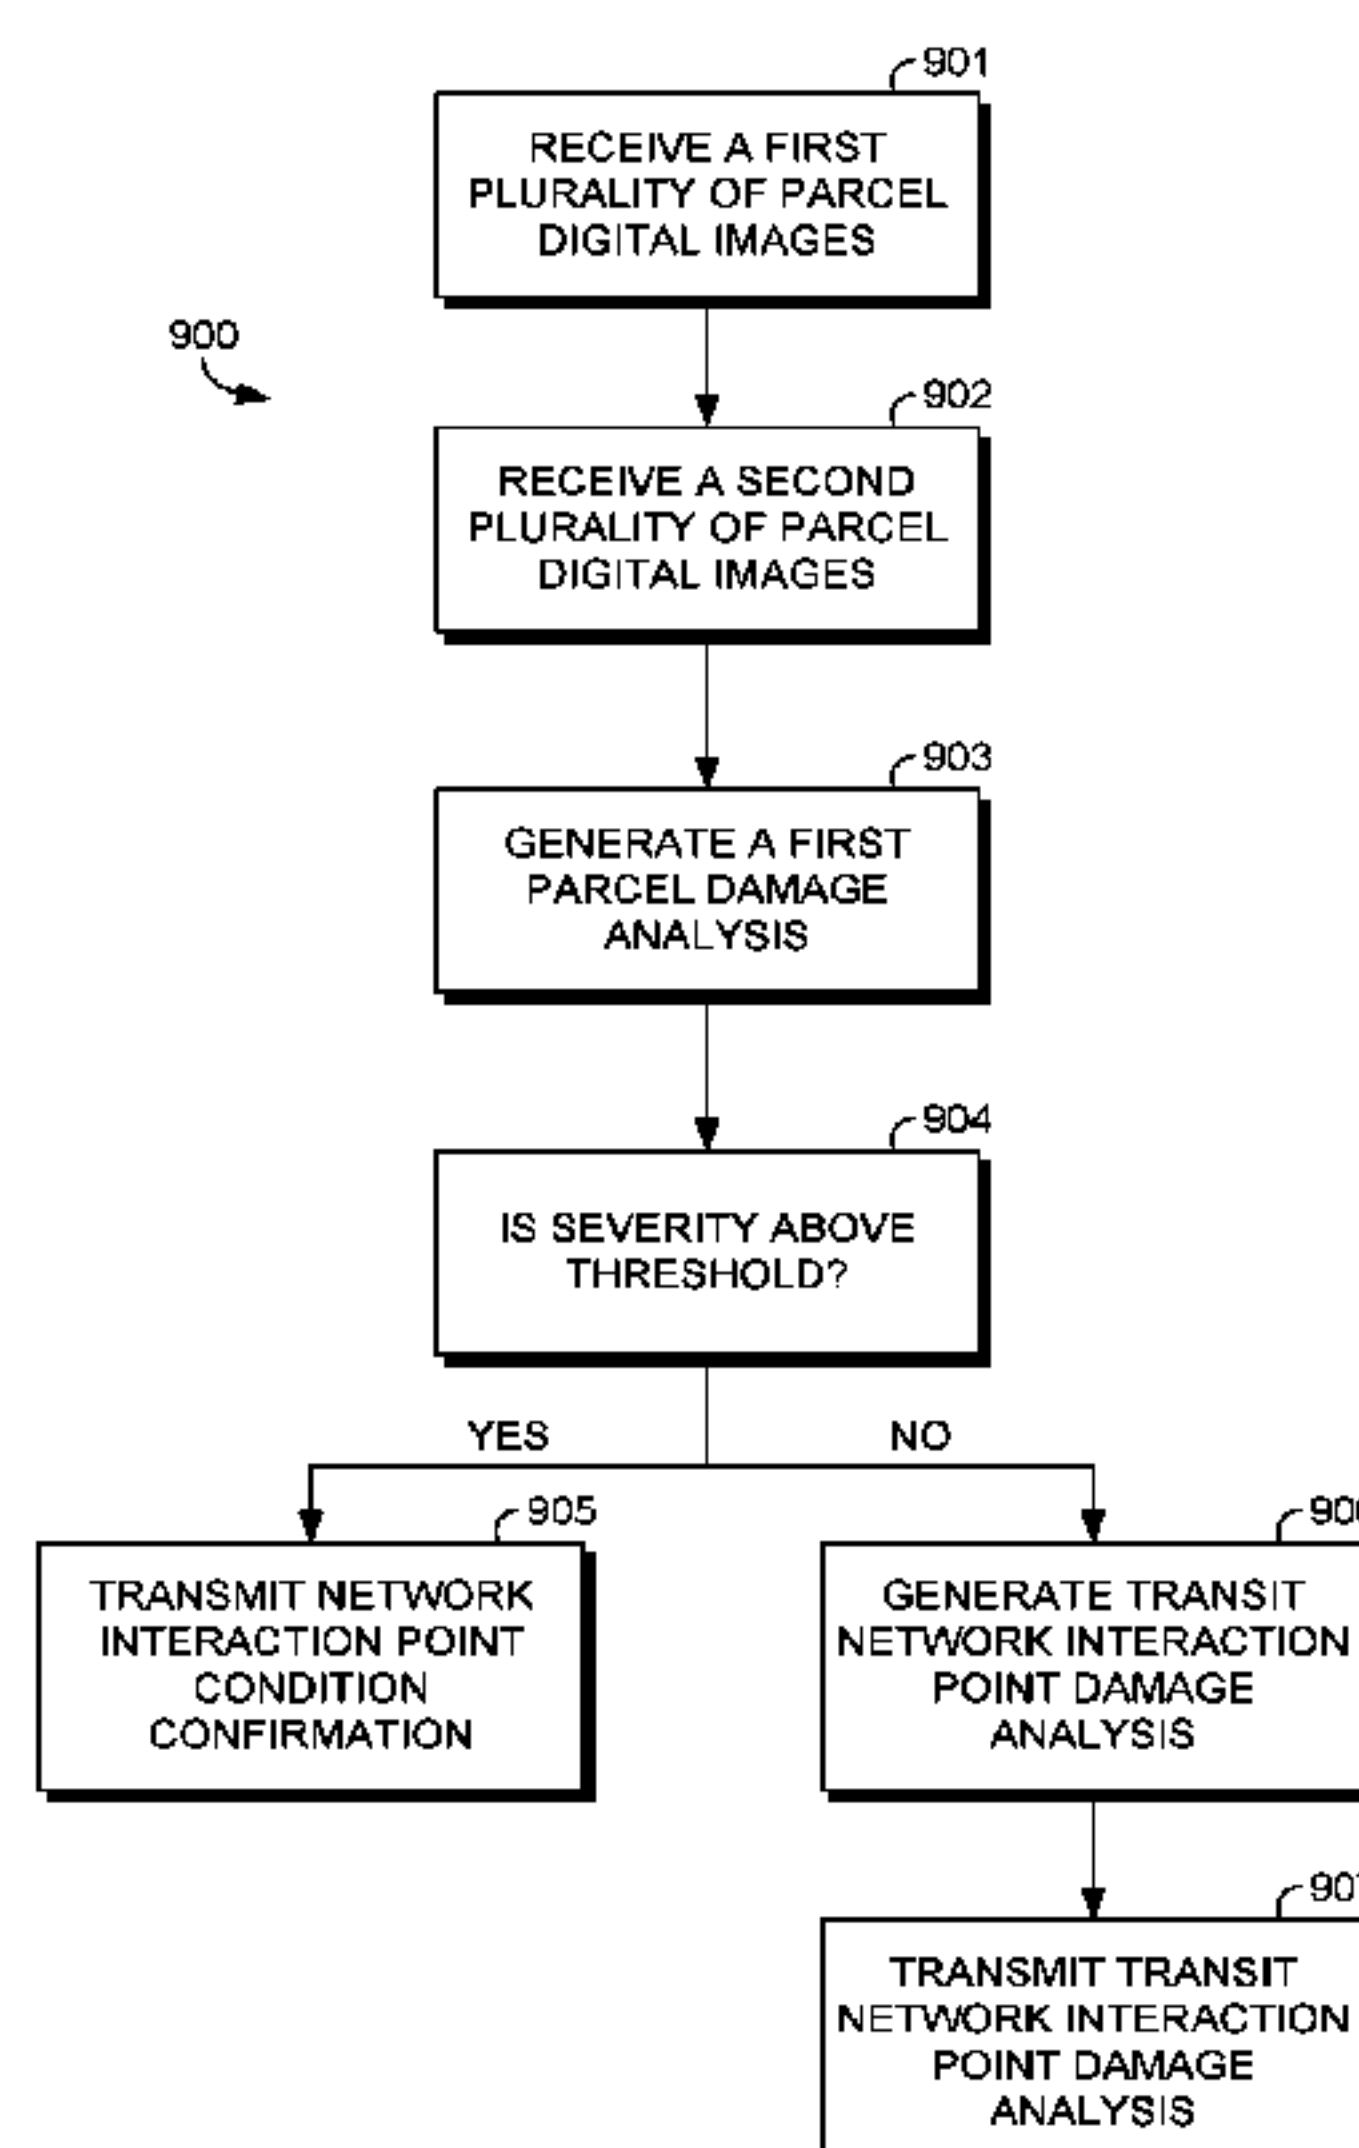 901
RECEIVE A FIRST
PLURALITY OF PARCEL
DIGITAL IMAGES
900
902
RECEIVE A SECOND
PLURALITY OF PARCEL
DIGITAL IMAGES
903
GENERATE A FIRST
PARCEL DAMAGE
ANALYSIS
904
IS SEVERITY ABOVE
THRESHOLD?
YES
NO
905
TRANSMIT NETWORK
INTERACTION POINT
CONDITION
CONFIRMATION
GENERATE TRANSIT
NETWORK INTERACTION
POINT DAMAGE
ANALYSIS
TRANSMIT TRANSIT
NETWORK INTERACTION
POINT DAMAGE
ANALYSIS